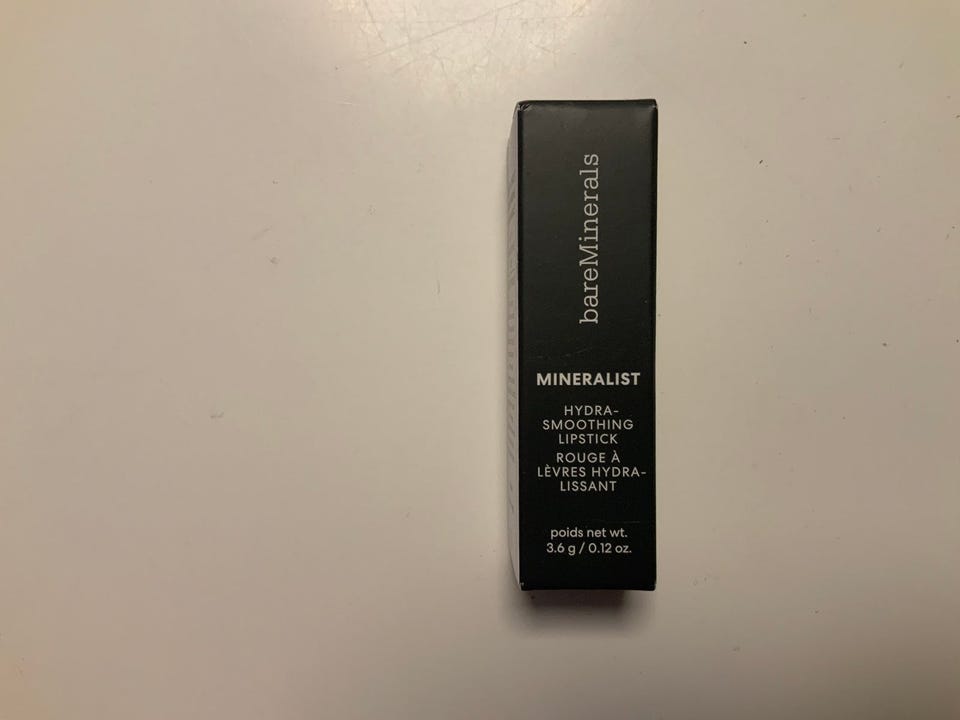 bareMinerals
MINERALIST
HYDRA-
SMOOTHING
LIPSTICK
ROUGE À
LÈVRES HYDRA-
LISSANT
poids net wt.
3.6 g / 0.12 oz.